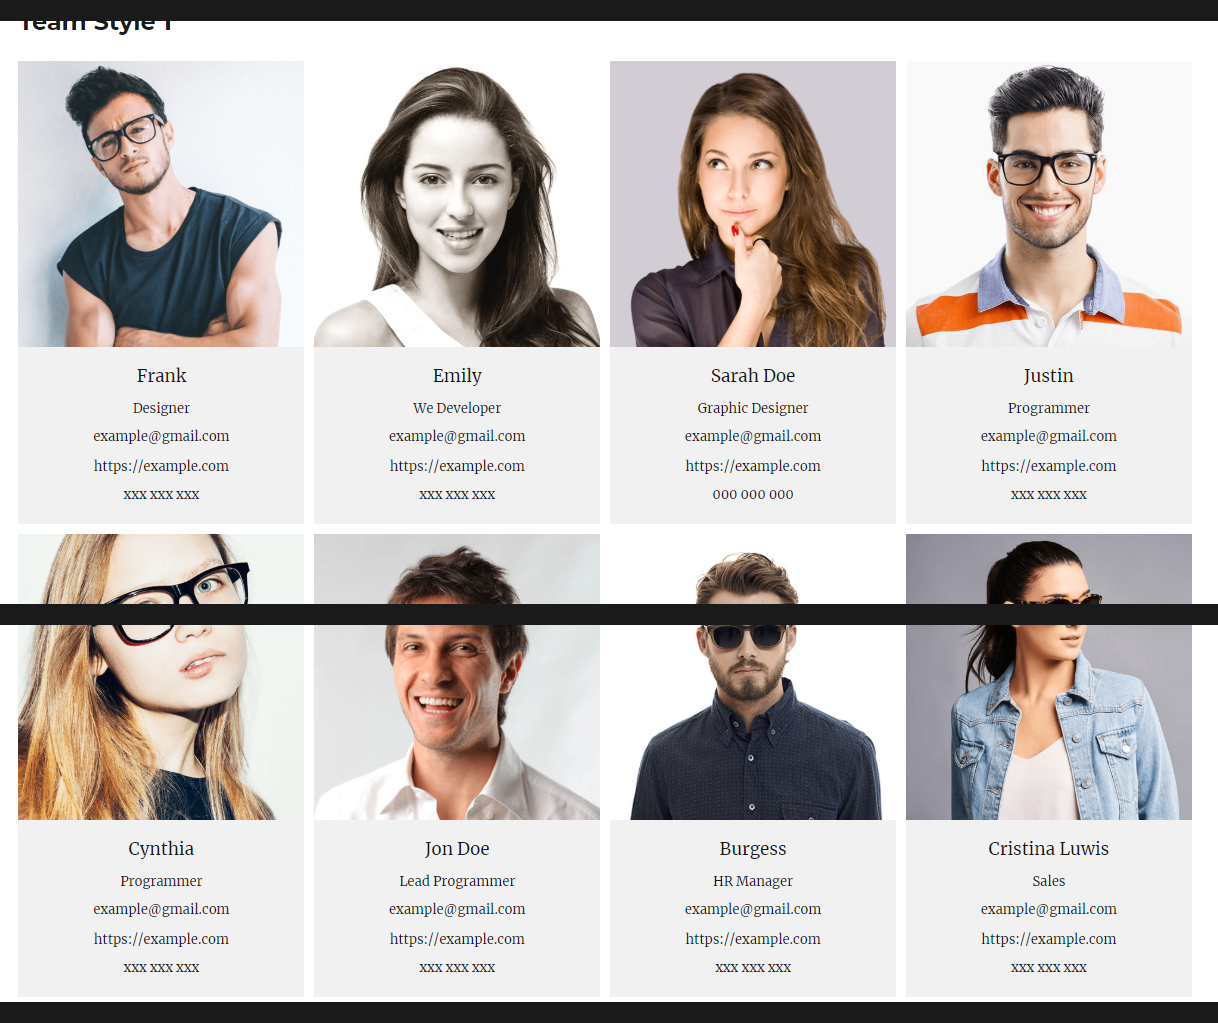 Team Style 1
Frank
Designer
example@gmail.com
https://example.com
xxx xxx xxx
Emily
We Developer
example@gmail.com
https://example.com
xxx xxx xxx
Sarah Doe
Graphic Designer
example@gmail.com
https://example.com
000 000 000
Justin
Programmer
example@gmail.com
https://example.com
xxx xxx xxx
Cynthia
Programmer
example@gmail.com
https://example.com
xxx xxx xxx
Jon Doe
Lead Programmer
example@gmail.com
https://example.com
xxx xxx xxx
Burgess
HR Manager
example@gmail.com
https://example.com
xxx xxx xxx
Cristina Luwis
Sales
example@gmail.com
https://example.com
xxx xxx xxx